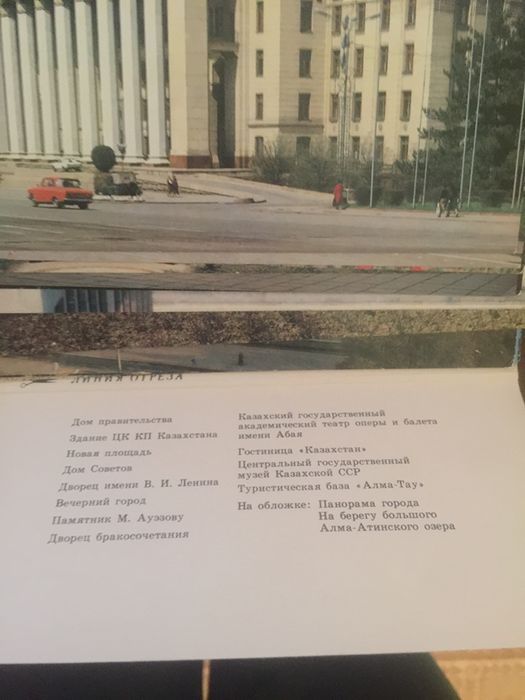 ЛИНИЯ ОТРЕЗА
Дом правительства
Здание ЦК КП Казахстана
Новая площадь
Дом Советов
Дворец имени В. И. Ленина
Вечерний город
Памятник М. Ауэзову
Дворец бракосочетания
Казахский государственный
академический театр оперы и балета
имени Абая
Гостиница «Казахстан»
Центральный государственный
музей Казахской ССР
Туристическая база «Алма-Тау»
На обложке: Панорама города
На берегу большого
Алма-Атинского озера